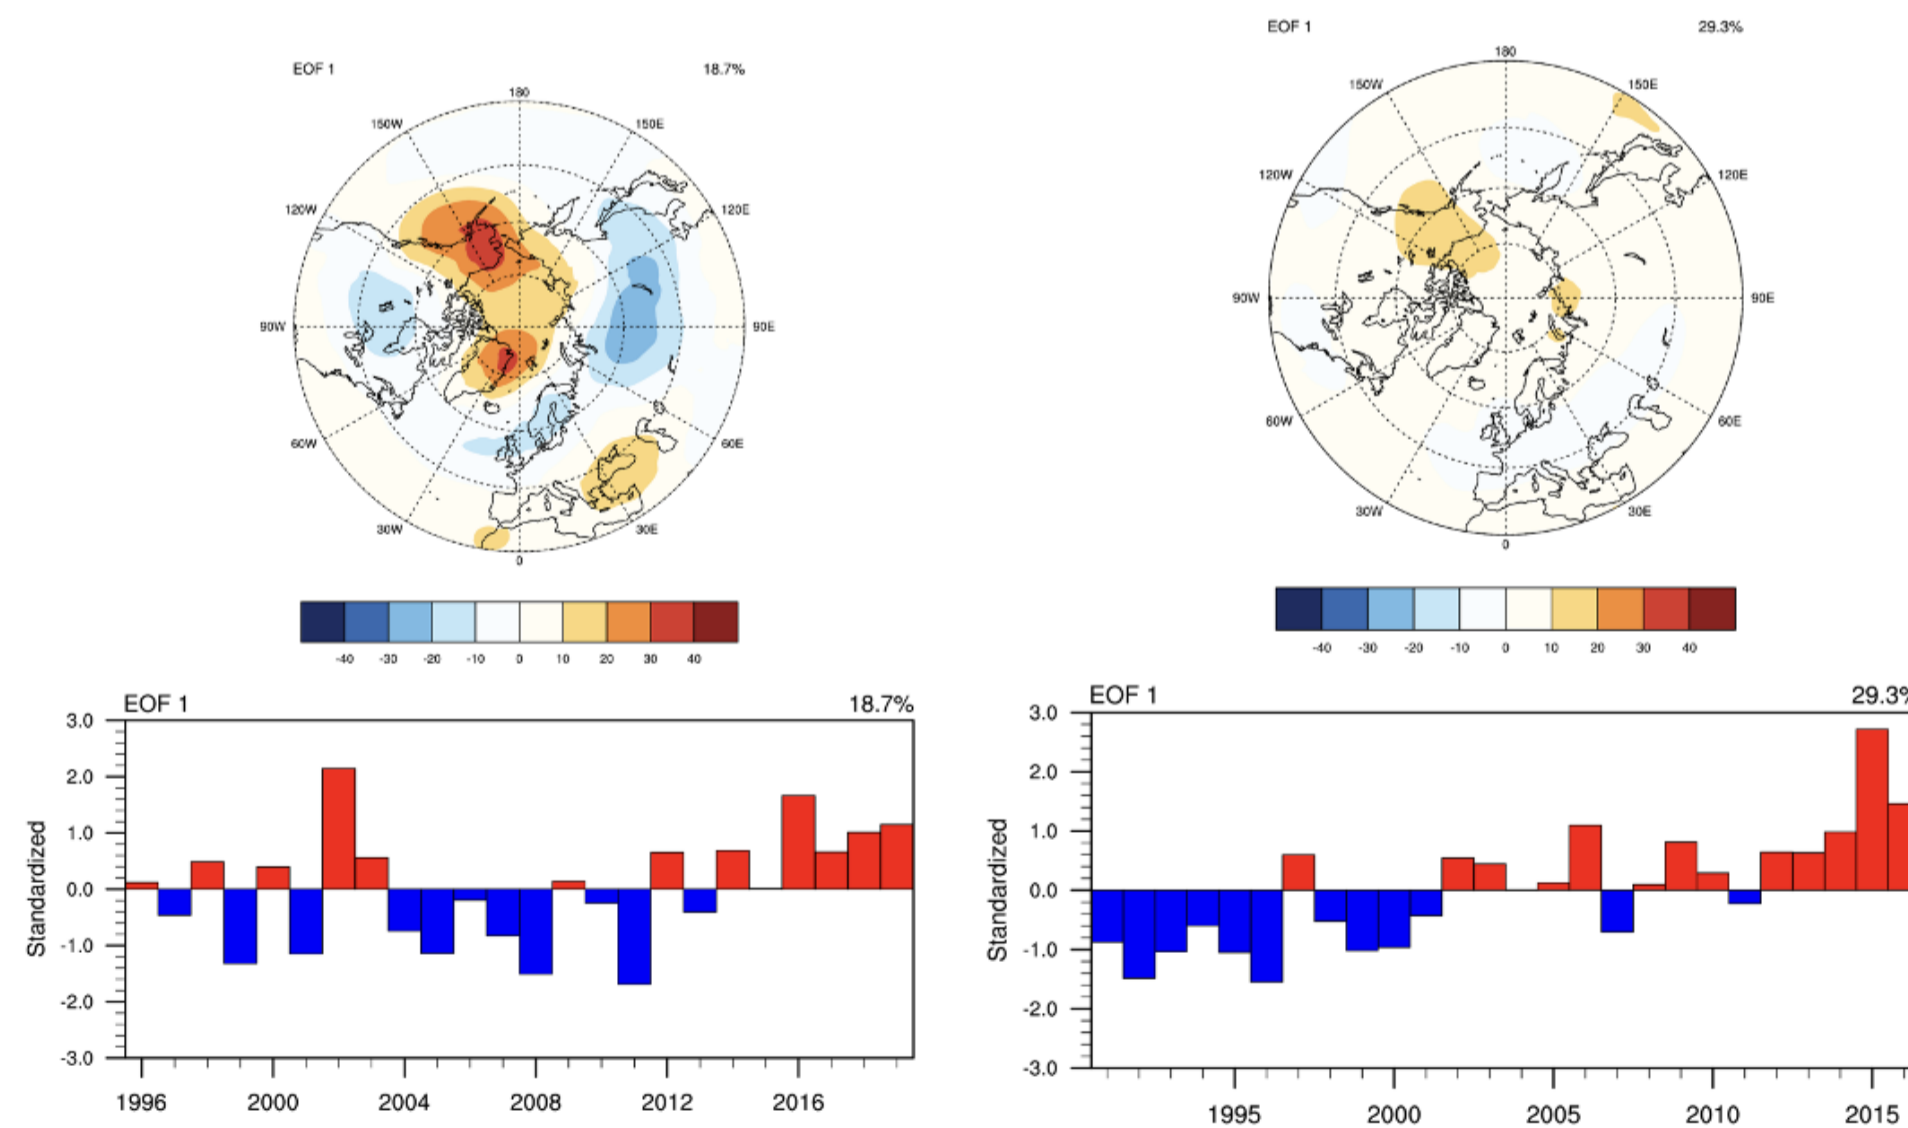 EOF 1 18.7%
180
150W 150E
120W 120E
90W 90E
60W 60E
30W 30E
0
-40 -30 -20 -10 0 10 20 30 40
EOF 1 18.7%
Standardized
3.0
2.0
1.0
0.0
-1.0
-2.0
-3.0
1996 2000 2004 2008 2012 2016
EOF 1 29.3%
180
150W 150E
120W 120E
90W 90E
60W 60E
30W 30E
0
-40 -30 -20 -10 0 10 20 30 40
EOF 1 29.3%
Standardized
3.0
2.0
1.0
0.0
-1.0
-2.0
-3.0
1995 2000 2005 2010 2015